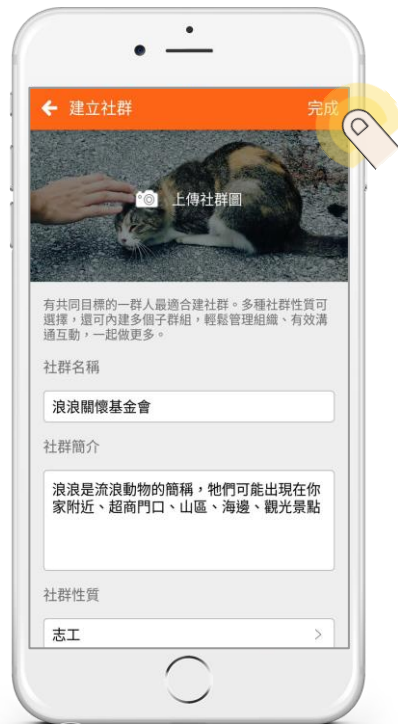 建立社群
完成
上傳社群圖
有共同目標的一群人最適合建社群。多種社群性質可
選擇，還可內建多個子群組，輕鬆管理組織、有效溝
通互動，一起做更多。
社群名稱
浪浪關懷基金會
社群簡介
浪浪是流浪動物的簡稱，牠們可能出現在你
家附近、超商門口、山區、海邊、觀光景點
社群性质
志工